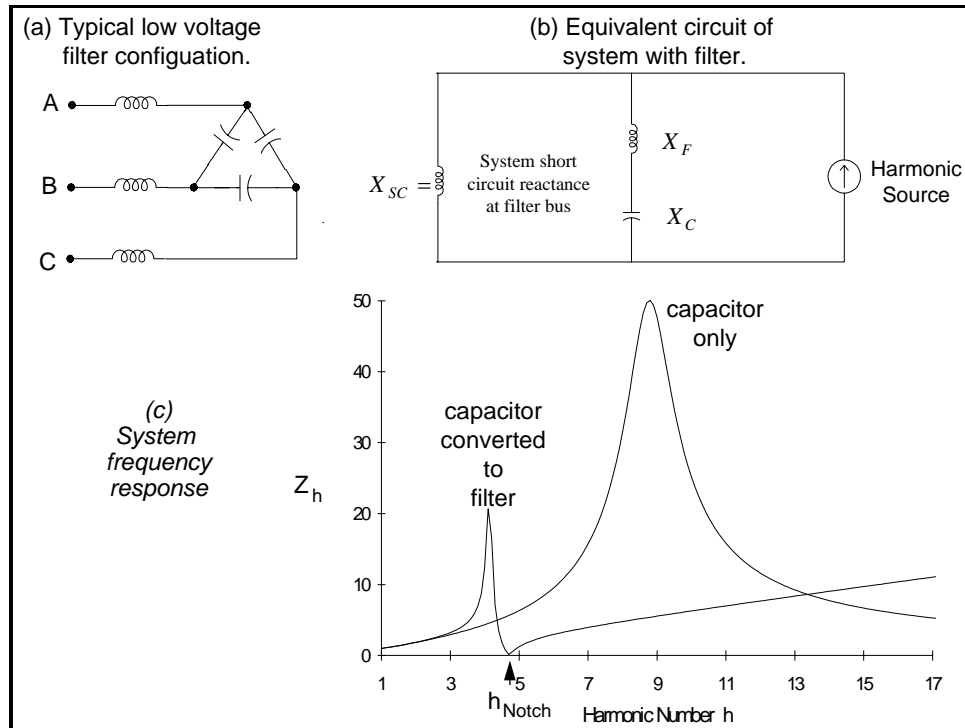 (a) Typical low voltage
filter configuation.
A
B
C
(b) Equivalent circuit of
system with filter.
X_SC =
System short
circuit reactance
at filter bus
X_F
X_C
Harmonic
Source
(c)
System
frequency
response
Z_h
50
40
30
20
10
0
capacitor
only
capacitor
converted
to
filter
1 3 5 7 9 11 13 15 17
h_Notch
Harmonic Number h